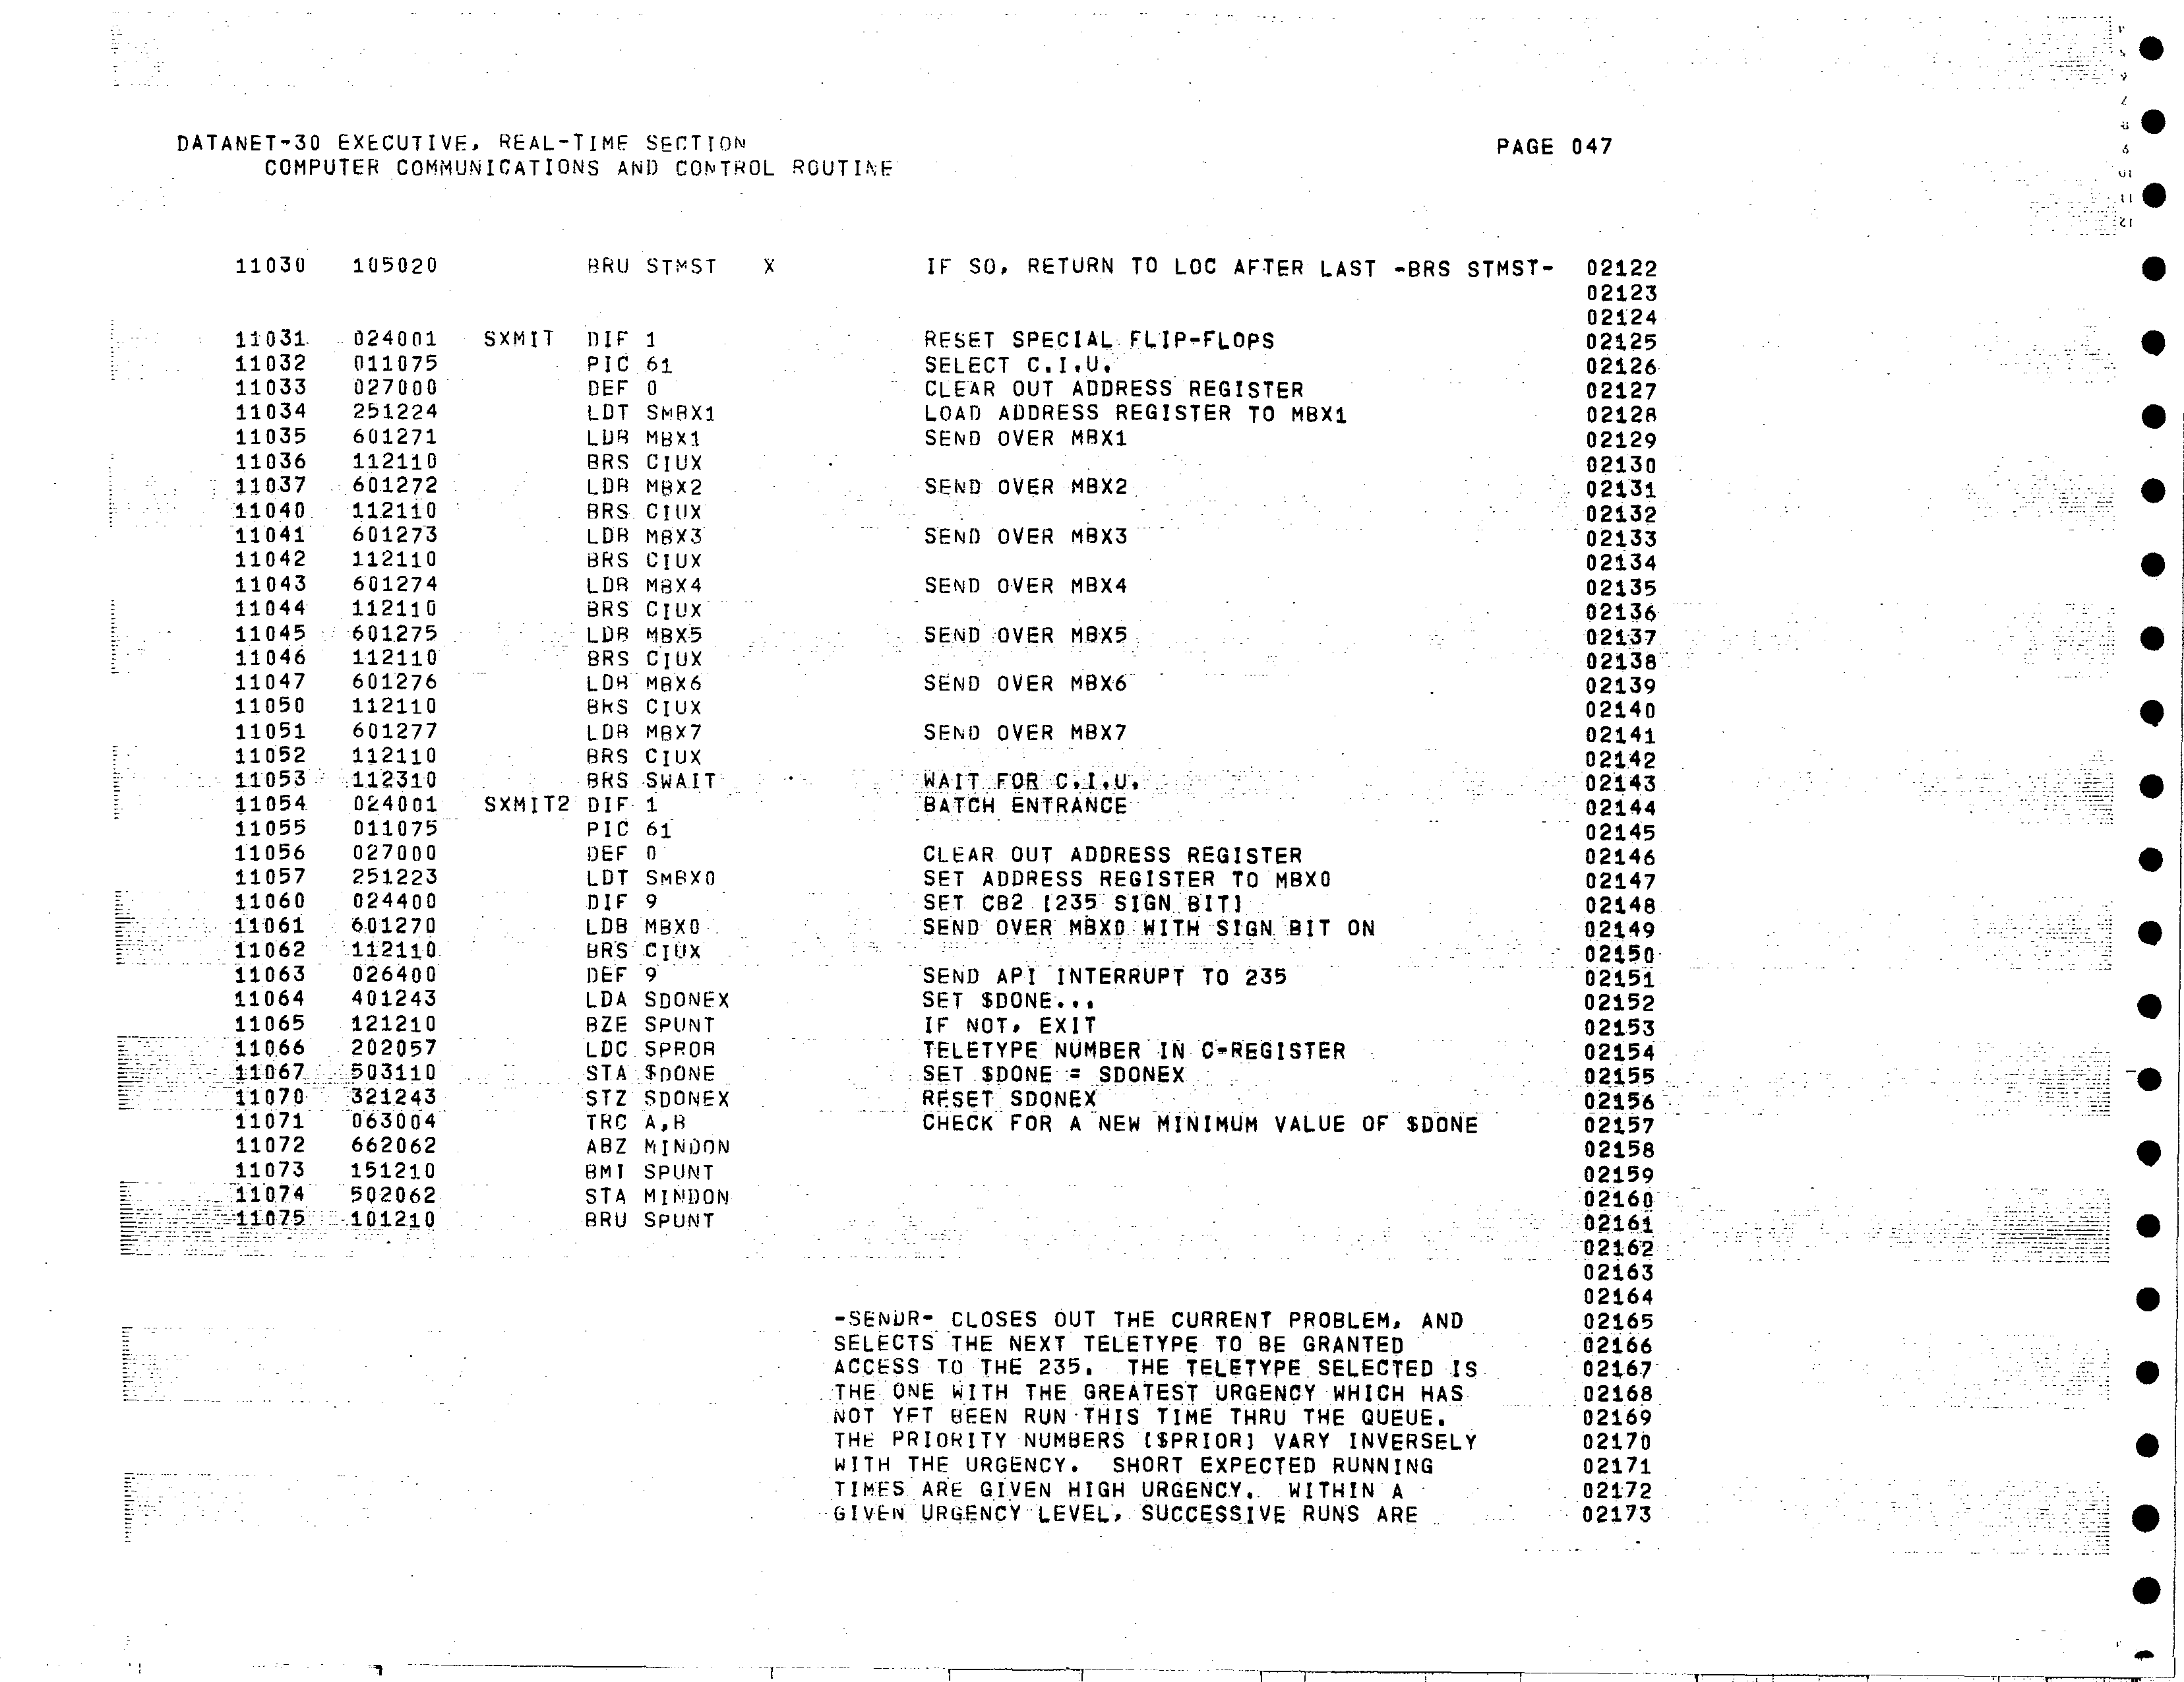 DATANET-30 EXECUTIVE, REAL-TIME SECTION PAGE 047
COMPUTER COMMUNICATIONS AND CONTROL ROUTINE
11030 105020 BRU STMST X IF SO, RETURN TO LOC AFTER LAST -BRS STMST- 02122
02123
02124
11031 024001 SXMIT DIF 1 RESET SPECIAL FLIP-FLOPS 02125
11032 011075 PIC 61 SELECT C.I.U. 02126
11033 027000 DEF 0 CLEAR OUT ADDRESS REGISTER 02127
11034 251224 LDT SMBX1 LOAD ADDRESS REGISTER TO MBX1 02128
11035 601271 LDB MBX1 SEND OVER MBX1 02129
11036 112110 BRS CIUX 02130
11037 601272 LDB MBX2 SEND OVER MBX2 02131
11040 112110 BRS CIUX 02132
11041 601273 LDB MBX3 SEND OVER MBX3 02133
11042 112110 BRS CIUX 02134
11043 601274 LDB MBX4 SEND OVER MBX4 02135
11044 112110 BRS CIUX 02136
11045 601275 LDB MBX5 SEND OVER MBX5 02137
11046 112110 BRS CIUX 02138
11047 601276 LDB MBX6 SEND OVER MBX6 02139
11050 112110 BRS CIUX 02140
11051 601277 LDB MBX7 SEND OVER MBX7 02141
11052 112110 BRS CIUX 02142
11053 112310 BRS SWAIT WAIT FOR C.I.U. 02143
11054 024001 SXMIT2 DIF 1 BATCH ENTRANCE 02144
11055 011075 PIC 61 02145
11056 027000 DEF 0 CLEAR OUT ADDRESS REGISTER 02146
11057 251223 LDT SMBX0 SET ADDRESS REGISTER TO MBX0 02147
11060 024400 DIF 9 SET CB2 [235 SIGN BIT] 02148
11061 601270 LDB MBX0 SEND OVER MBX0 WITH SIGN BIT ON 02149
11062 112110 BRS CIUX 02150
11063 026400 DEF 9 SEND API INTERRUPT TO 235 02151
11064 401243 LDA SDONEX SET $DONE... 02152
11065 121210 BZE SPUNT IF NOT, EXIT 02153
11066 202057 LDC SPROB TELETYPE NUMBER IN C-REGISTER 02154
11067 503110 STA $DONE SET $DONE = SDONEX 02155
11070 321243 STZ SDONEX RESET SDONEX 02156
11071 063004 TRC A,B CHECK FOR A NEW MINIMUM VALUE OF $DONE 02157
11072 662062 ABZ MINDON 02158
11073 151210 BMI SPUNT 02159
11074 502062 STA MINDON 02160
11075 101210 BRU SPUNT 02161
02162
02163
02164
-SENDR- CLOSES OUT THE CURRENT PROBLEM, AND 02165
SELECTS THE NEXT TELETYPE TO BE GRANTED 02166
ACCESS TO THE 235. THE TELETYPE SELECTED IS 02167
THE ONE WITH THE GREATEST URGENCY WHICH HAS 02168
NOT YET BEEN RUN THIS TIME THRU THE QUEUE. 02169
THE PRIORITY NUMBERS [$PRIOR] VARY INVERSELY 02170
WITH THE URGENCY. SHORT EXPECTED RUNNING 02171
TIMES ARE GIVEN HIGH URGENCY. WITHIN A 02172
GIVEN URGENCY LEVEL, SUCCESSIVE RUNS ARE 02173